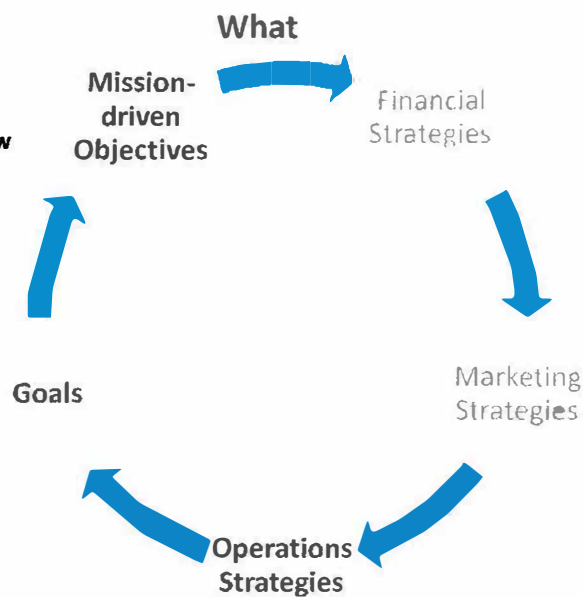 What
Mission-
driven
Objectives
Financial
Strategies
Marketing
Strategies
Operations
Strategies
Goals